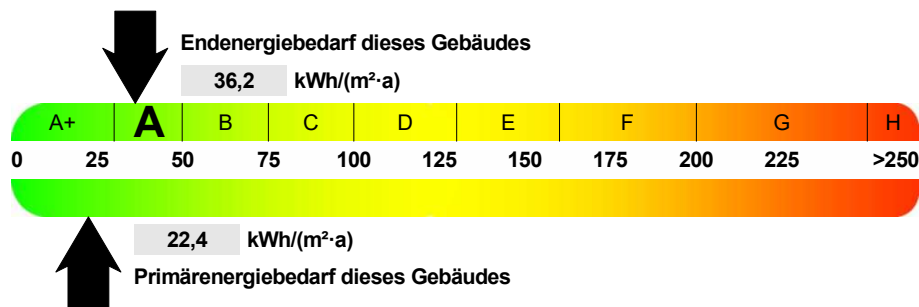 Endenergiebedarf dieses Gebäudes
36,2 kWh/(m²·a)
A+ A B C D E F G H
0 25 50 75 100 125 150 175 200 225 >250
22,4 kWh/(m²·a)
Primärenergiebedarf dieses Gebäudes